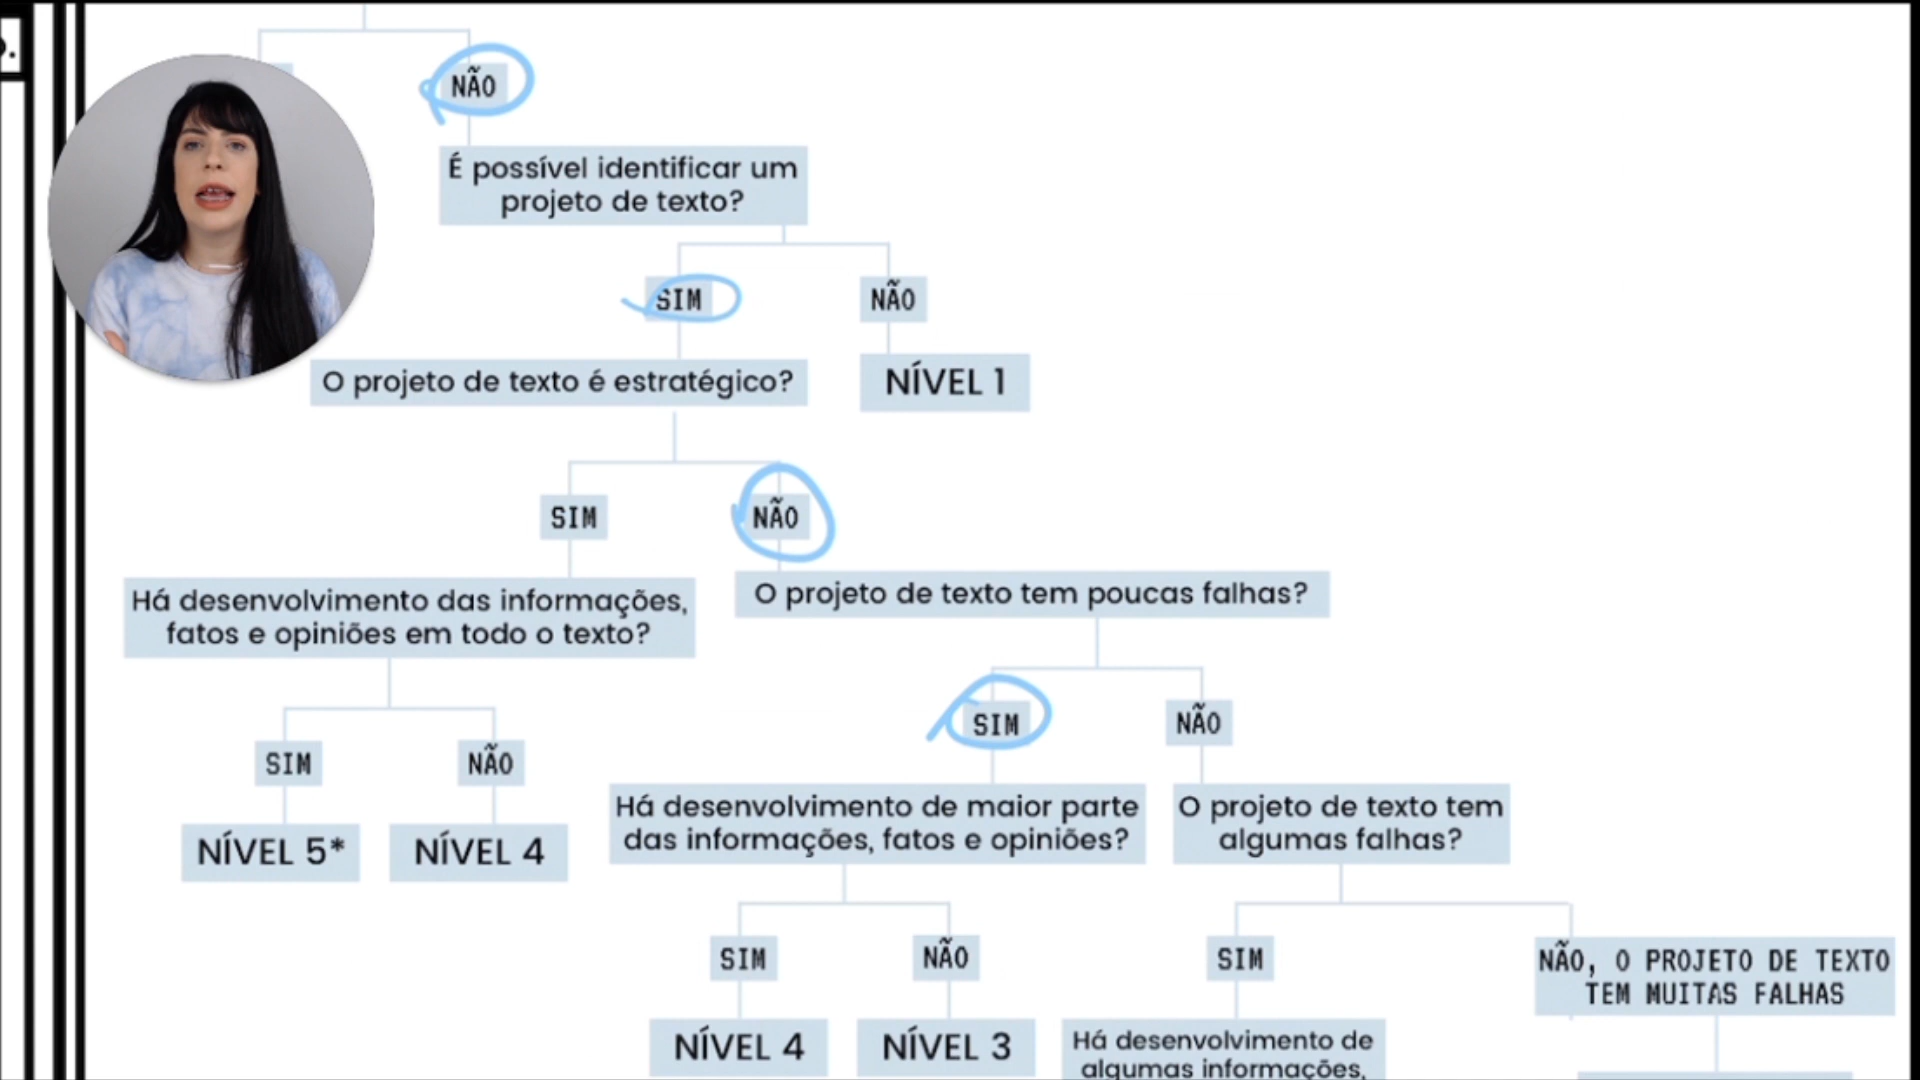 NÃO
É possível identificar um
projeto de texto?
SIM
NÃO
O projeto de texto é estratégico?
NÍVEL 1
SIM
NÃO
Há desenvolvimento das informações,
fatos e opiniões em todo o texto?
O projeto de texto tem poucas falhas?
SIM
NÃO
SIM
NÃO
NÍVEL 5*
NÍVEL 4
Há desenvolvimento de maior parte
das informações, fatos e opiniões?
O projeto de texto tem
algumas falhas?
SIM
NÃO
SIM
NÃO, O PROJETO DE TEXTO
TEM MUITAS FALHAS
NÍVEL 4
NÍVEL 3
Há desenvolvimento de
algumas informações,